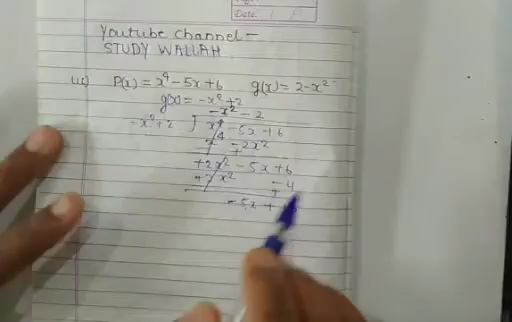 Date: / /
Youtube Channel -
STUDY WALLAH
iii) P(x) = x⁴ - 5x + 6 g(x) = 2 - x²
g(x) = -x² + 2
-x² - 2
-x² + 2 ) x⁴ - 5x + 6
x⁴ - 2x²
- +
+2x² - 5x + 6
+2x² - 4
- +
-5x +